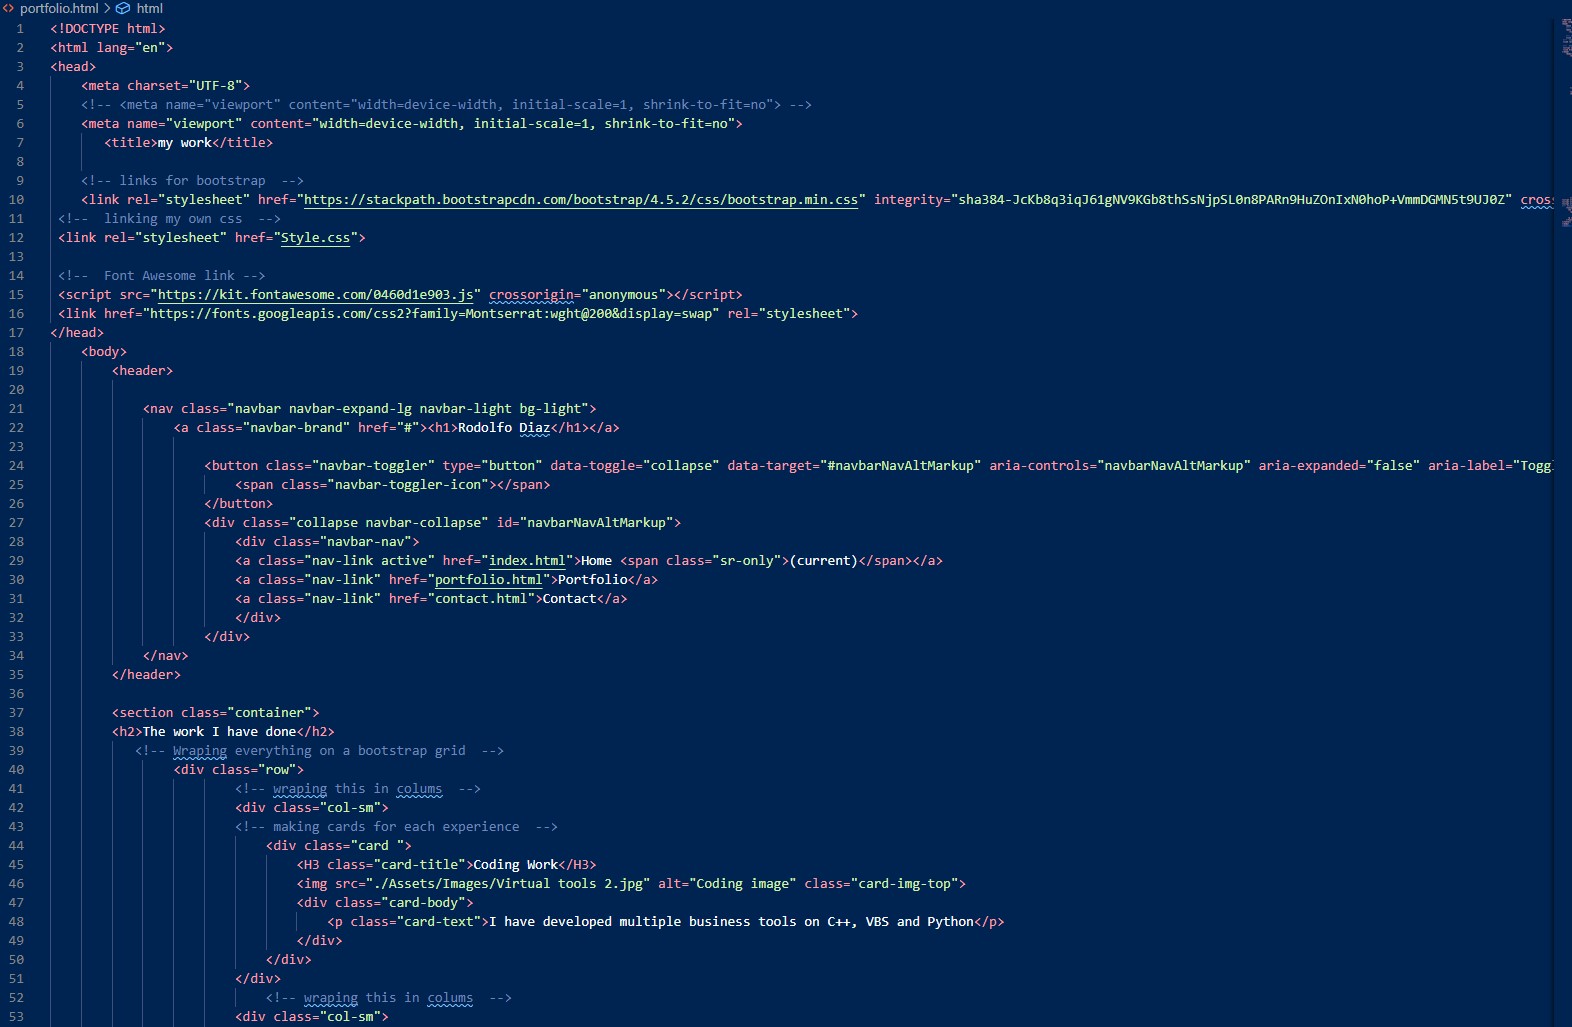 portfolio.html > html
1 <!DOCTYPE html>
2 <html lang="en">
3 <head>
4 <meta charset="UTF-8">
5 <!-- <meta name="viewport" content="width=device-width, initial-scale=1, shrink-to-fit=no"> -->
6 <meta name="viewport" content="width=device-width, initial-scale=1, shrink-to-fit=no">
7 <title>my work</title>
8
9 <!-- links for bootstrap  -->
10 <link rel="stylesheet" href="https://stackpath.bootstrapcdn.com/bootstrap/4.5.2/css/bootstrap.min.css" integrity="sha384-JcKb8q3iqJ61gNV9KGb8thSsNjpSL0n8PARn9HuZOnIxN0hoP+VmmDGMN5t9UJ0Z" cross
11 <!--  linking my own css  -->
12 <link rel="stylesheet" href="Style.css">
13
14 <!--  Font Awesome link -->
15 <script src="https://kit.fontawesome.com/0460d1e903.js" crossorigin="anonymous"></script>
16 <link href="https://fonts.googleapis.com/css2?family=Montserrat:wght@200&display=swap" rel="stylesheet">
17 </head>
18 <body>
19 <header>
20
21 <nav class="navbar navbar-expand-lg navbar-light bg-light">
22 <a class="navbar-brand" href="#"><h1>Rodolfo Diaz</h1></a>
23
24 <button class="navbar-toggler" type="button" data-toggle="collapse" data-target="#navbarNavAltMarkup" aria-controls="navbarNavAltMarkup" aria-expanded="false" aria-label="Toggl
25 <span class="navbar-toggler-icon"></span>
26 </button>
27 <div class="collapse navbar-collapse" id="navbarNavAltMarkup">
28 <div class="navbar-nav">
29 <a class="nav-link active" href="index.html">Home <span class="sr-only">(current)</span></a>
30 <a class="nav-link" href="portfolio.html">Portfolio</a>
31 <a class="nav-link" href="contact.html">Contact</a>
32 </div>
33 </div>
34 </nav>
35 </header>
36
37 <section class="container">
38 <h2>The work I have done</h2>
39 <!-- Wraping everything on a bootstrap grid  -->
40 <div class="row">
41 <!-- wraping this in colums  -->
42 <div class="col-sm">
43 <!-- making cards for each experience  -->
44 <div class="card ">
45 <H3 class="card-title">Coding Work</H3>
46 <img src="./Assets/Images/Virtual tools 2.jpg" alt="Coding image" class="card-img-top">
47 <div class="card-body">
48 <p class="card-text">I have developed multiple business tools on C++, VBS and Python</p>
49 </div>
50 </div>
51 </div>
52 <!-- wraping this in colums  -->
53 <div class="col-sm">